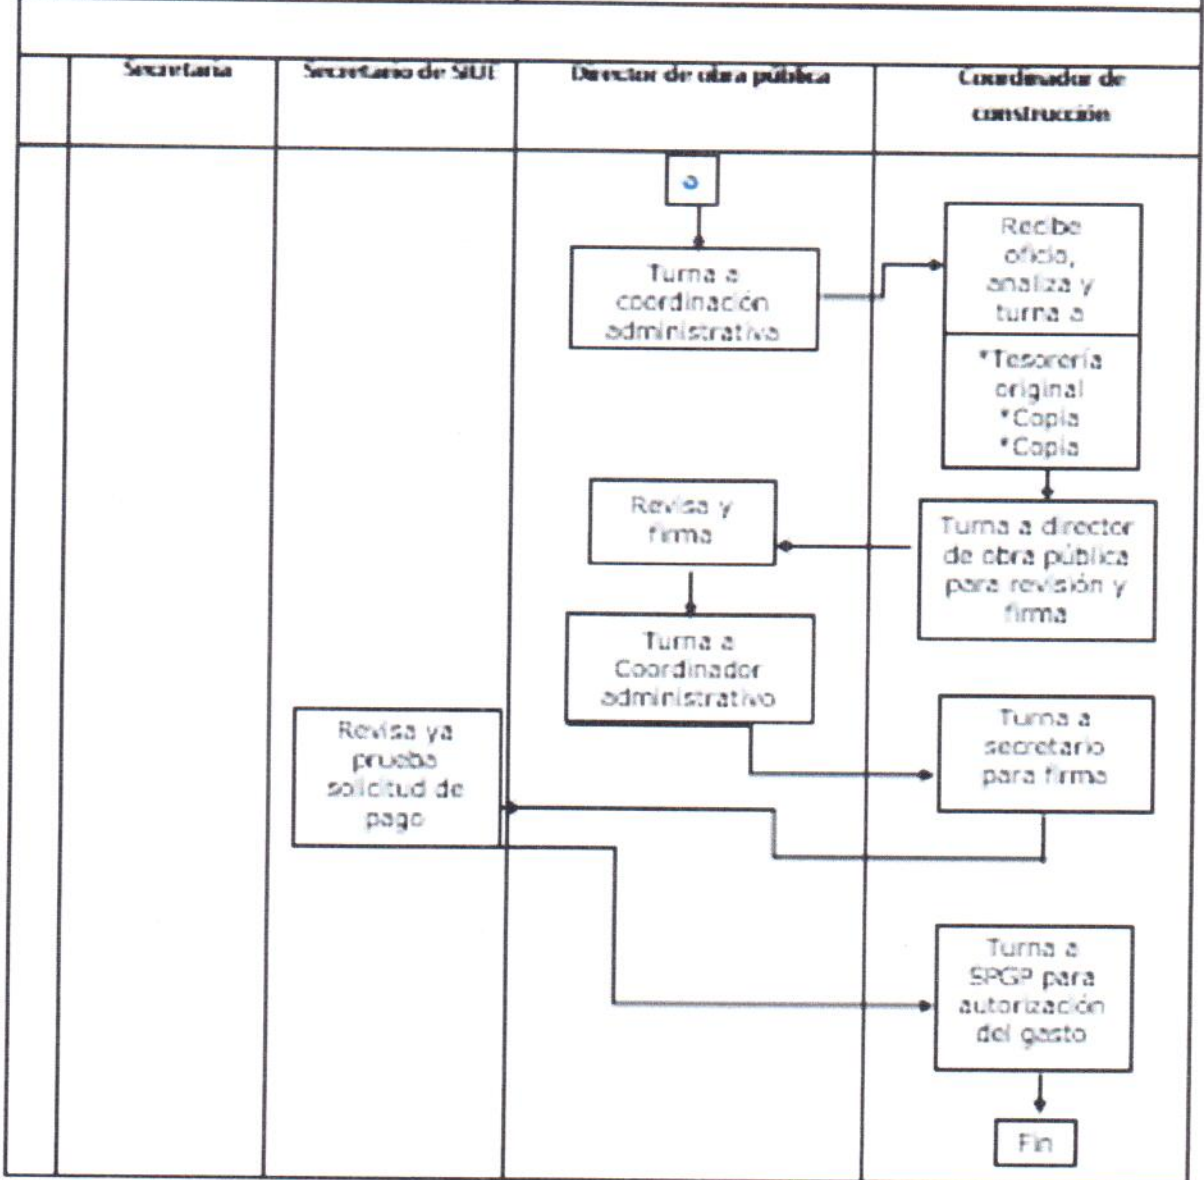 Secretaria
Secretario de SIUE
Director de obra pública
Coordinador de
construcción
a
Turna a
coordinación
administrativa
Recibe
oficio,
analiza y
turna a
*Tesorería
original
*Copia
*Copia
Turna a director
de obra pública
para revisión y
firma
Revisa y
firma
Turna a
Coordinador
administrativo
Turna a
secretario
para firma
Revisa ya
prueba
solicitud de
pago
Turna a
SPGP para
autorización
del gasto
Fin